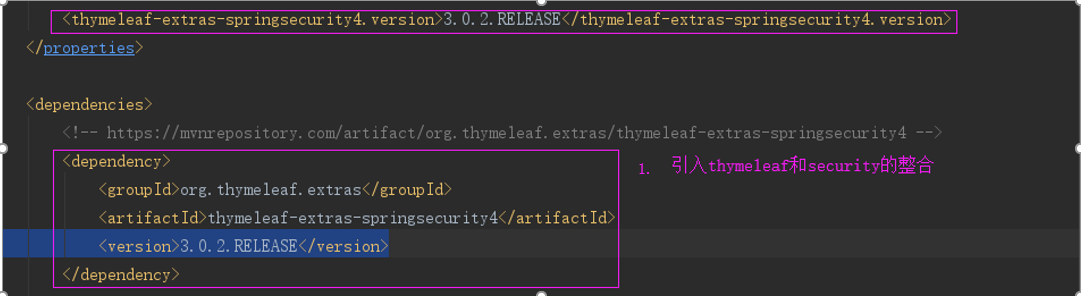 <thymeleaf-extras-springsecurity4.version>3.0.2.RELEASE</thymeleaf-extras-springsecurity4.version>
</properties>
<dependencies>
<!-- https://mvnrepository.com/artifact/org.thymeleaf.extras/thymeleaf-extras-springsecurity4 -->
<dependency>
1. 引入thymeleaf和security的整合
<groupId>org.thymeleaf.extras</groupId>
<artifactId>thymeleaf-extras-springsecurity4</artifactId>
<version>3.0.2.RELEASE</version>
</dependency>